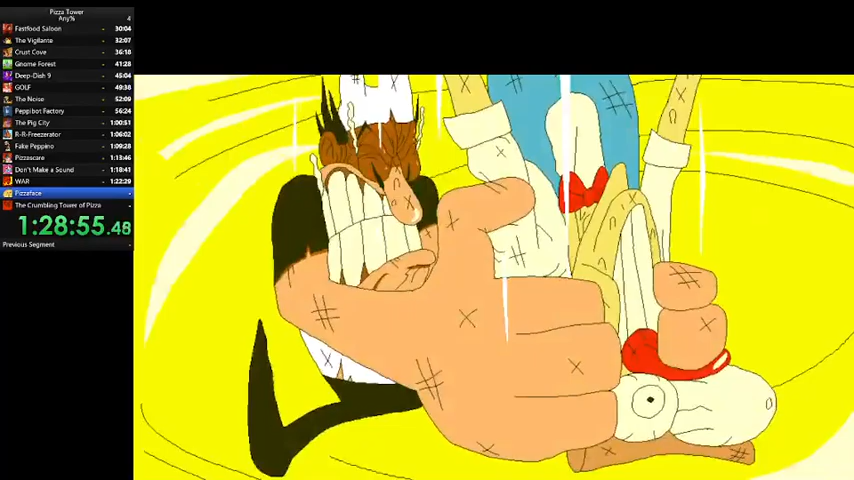 Pizza Tower
Any% 4
Fastfood Saloon - 30:04
The Vigilante - 32:07
Crust Cove - 36:18
Gnome Forest - 41:28
Deep-Dish 9 - 45:04
GOLF - 49:38
The Noise - 52:09
Peppibot Factory - 56:24
The Pig City - 1:00:51
R-R-Freezerator - 1:06:02
Fake Peppino - 1:09:28
Pizzascare - 1:13:46
Don't Make a Sound - 1:18:41
WAR - 1:22:29
Pizzaface -
The Crumbling Tower of Pizza -
1:28:55.48
Previous Segment -